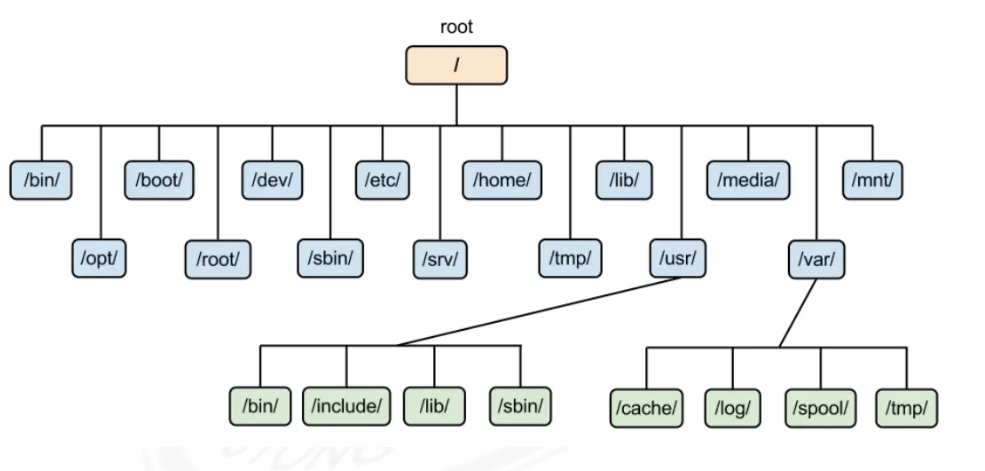 root
/
/bin/ /boot/ /dev/ /etc/ /home/ /lib/ /media/ /mnt/
/opt/ /root/ /sbin/ /srv/ /tmp/ /usr/ /var/
/bin/ /include/ /lib/ /sbin/ /cache/ /log/ /spool/ /tmp/